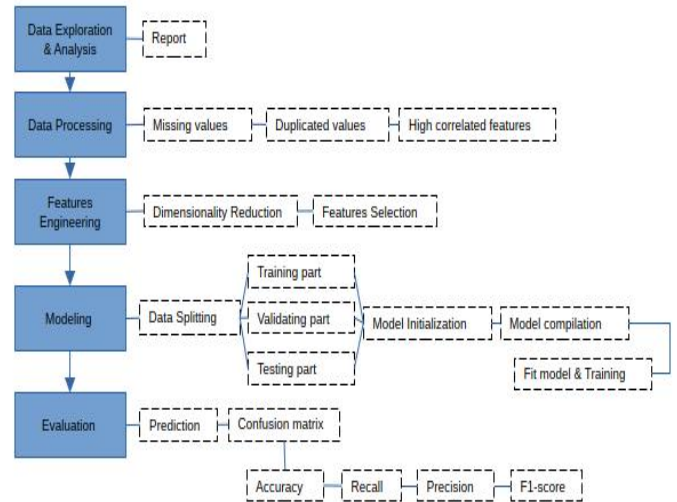 Data Exploration
& Analysis
Report
Data Processing
Missing values
Duplicated values
High correlated features
Features
Engineering
Dimensionality Reduction
Features Selection
Modeling
Data Splitting
Training part
Validating part
Testing part
Model Initialization
Model compilation
Fit model & Training
Evaluation
Prediction
Confusion matrix
Accuracy
Recall
Precision
F1-score